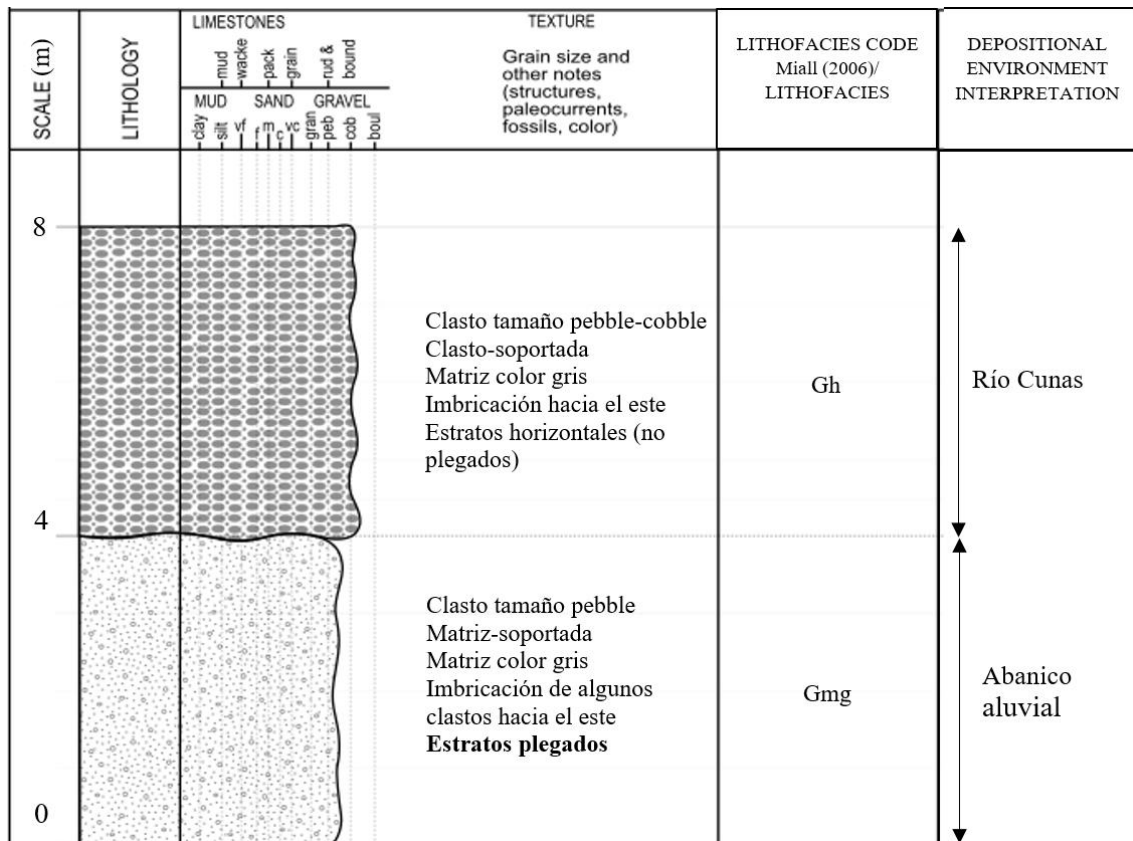 SCALE (m)
LITHOLOGY
LIMESTONES
mud
wacke
pack
grain
rud &
bound
MUD SAND GRAVEL
clay
silt
vf
f
m
c
vc
gran
peb
cob
boul
TEXTURE
Grain size and
other notes
(structures,
paleocurrents,
fossils, color)
LITHOFACIES CODE
Miall (2006)/
LITHOFACIES
DEPOSITIONAL
ENVIRONMENT
INTERPRETATION
8
Clasto tamaño pebble-cobble
Clasto-soportada
Matriz color gris
Imbricación hacia el este
Estratos horizontales (no
plegados)
Gh
Río Cunas
4
Clasto tamaño pebble
Matriz-soportada
Matriz color gris
Imbricación de algunos
clastos hacia el este
Estratos plegados
Gmg
Abanico
aluvial
0